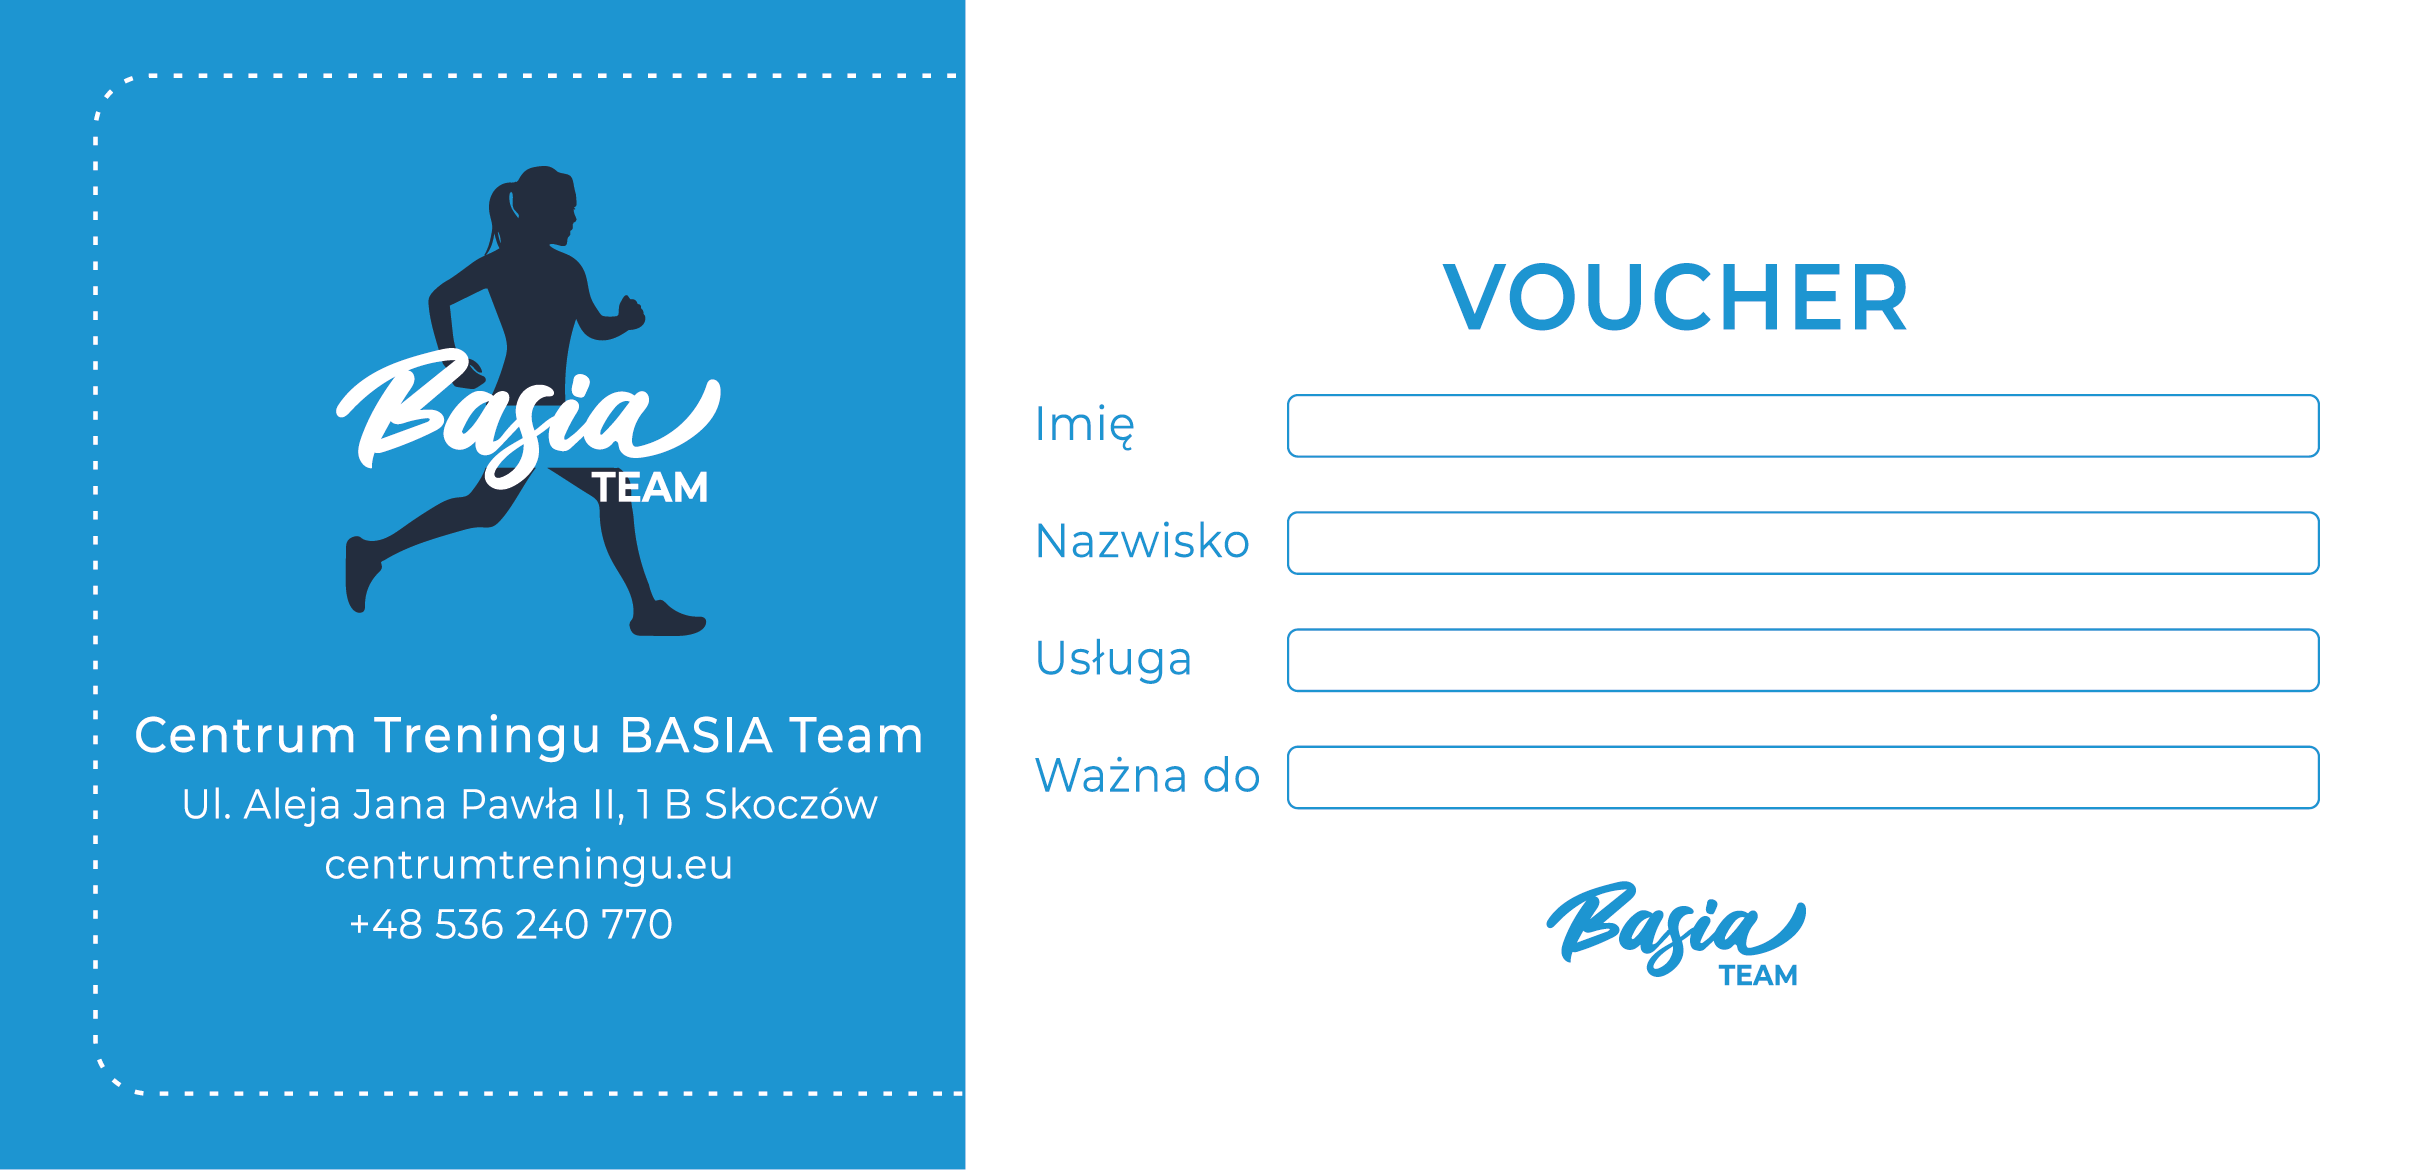 Basia
TEAM
Centrum Treningu BASIA Team
Ul. Aleja Jana Pawła II, 1 B Skoczów
centrumtreningu.eu
+48 536 240 770
VOUCHER
Imię
Nazwisko
Usługa
Ważna do
Basia
TEAM